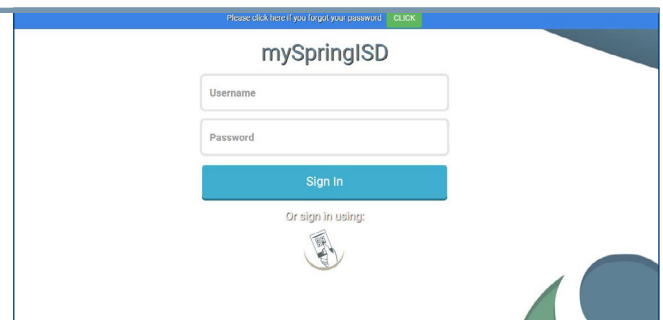 Please click here if you forgot your password CLICK
mySpringISD
Username
Password
Sign In
Or sign in using: